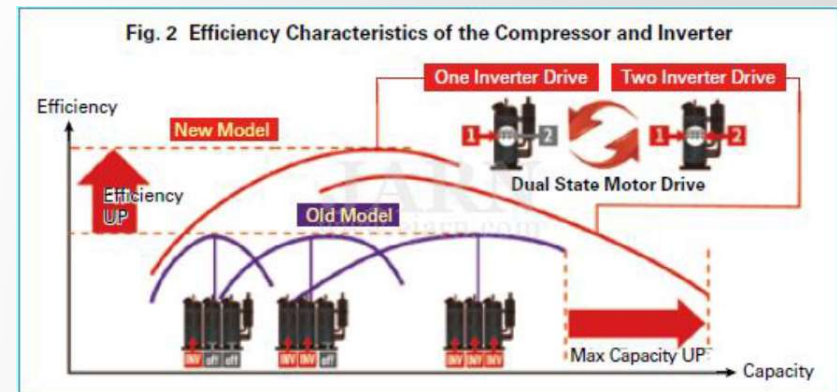 Fig. 2 Efficiency Characteristics of the Compressor and Inverter
One Inverter Drive
Two Inverter Drive
Efficiency
New Model
1
2
1
2
Dual State Motor Drive
JARN
Efficiency
UP
Old Model
INV off off
INV INV off
INV INV INV
Max Capacity UP
Capacity